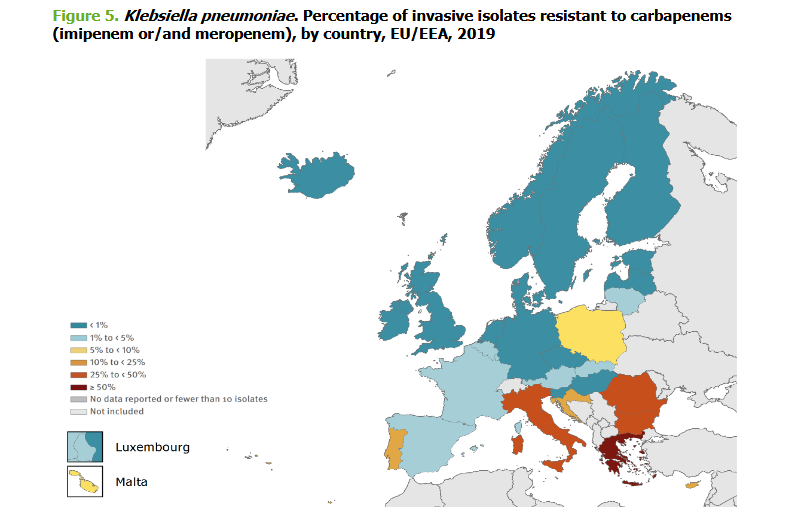 Figure 5. Klebsiella pneumoniae. Percentage of invasive isolates resistant to carbapenems
(imipenem or/and meropenem), by country, EU/EEA, 2019
< 1%
1% to < 5%
5% to < 10%
10% to < 25%
25% to < 50%
≥ 50%
No data reported or fewer than 10 isolates
Not included
Luxembourg
Malta